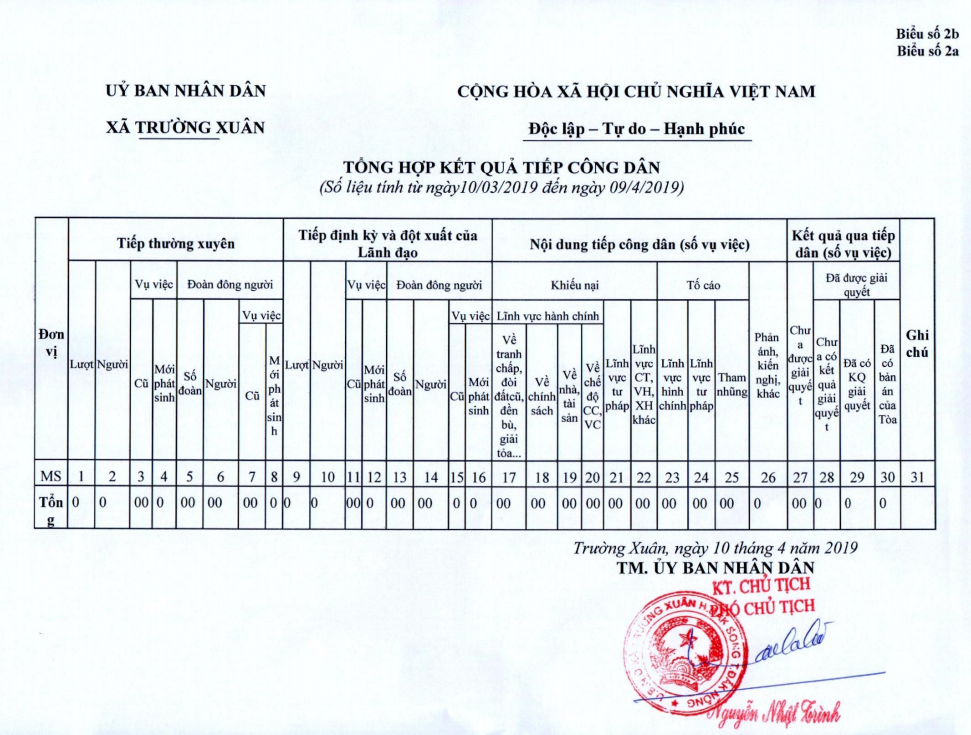 Biểu số 2b
Biểu số 2a
UỶ BAN NHÂN DÂN
XÃ TRƯỜNG XUÂN
CỘNG HÒA XÃ HỘI CHỦ NGHĨA VIỆT NAM
Độc lập – Tự do – Hạnh phúc
TỔNG HỢP KẾT QUẢ TIẾP CÔNG DÂN
(Số liệu tính từ ngày10/03/2019 đến ngày 09/4/2019)
Đơn vị
Tiếp thường xuyên
Tiếp định kỳ và đột xuất của Lãnh đạo
Nội dung tiếp công dân (số vụ việc)
Kết quả qua tiếp dân (số vụ việc)
Ghi chú
Lượt
Người
Vụ việc
Cũ
Mới phát sinh
Đoàn đông người
Số đoàn
Người
Vụ việc
Cũ
Mới phát sinh
Lượt
Người
Vụ việc
Cũ
Mới phát sinh
Đoàn đông người
Số đoàn
Người
Vụ việc
Cũ
Mới phát sinh
Khiếu nại
Lĩnh vực hành chính
Về tranh chấp, đòi đấtcũ, đền bù, giải tỏa...
Về chính sách
Về nhà, tài sản
Về chế độ CC, VC
Lĩnh vực tư pháp
Lĩnh vực CT, VH, XH khác
Tố cáo
Lĩnh vực hình chính
Lĩnh vực tư pháp
Tham nhũng
Phản ánh, kiến nghị, khác
Chưa được giải quyết
Đã được giải quyết
Chưa có kết quả giải quyết
Đã có KQ giải quyết
Đã có bản án của Tòa
MS 1 2 3 4 5 6 7 8 9 10 11 12 13 14 15 16 17 18 19 20 21 22 23 24 25 26 27 28 29 30 31
Tổng 0 0 00 0 00 00 00 0 0 0 00 0 00 00 0 0 00 00 00 00 00 00 00 00 00 0 00 0 0 0
Trường Xuân, ngày 10 tháng 4 năm 2019
TM. ỦY BAN NHÂN DÂN
KT. CHỦ TỊCH
PHÓ CHỦ TỊCH
U.B.N.D XÃ TRƯỜNG XUÂN H.ĐĂK SONG T.ĐĂK NÔNG
Nguyễn Nhật Trình